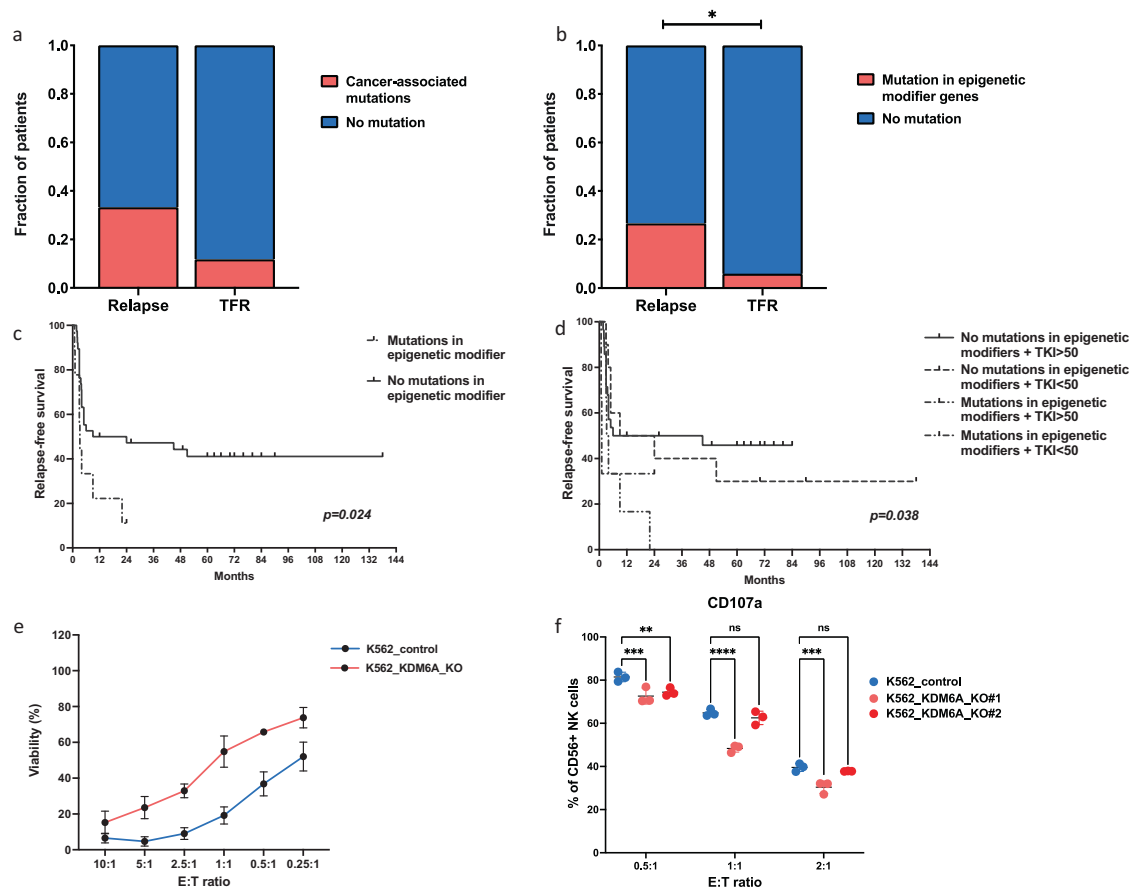 a
Fraction of patients
1.0
0.8
0.6
0.4
0.2
0.0
Relapse
TFR
Cancer-associated
mutations
No mutation
b
*
Fraction of patients
1.0
0.8
0.6
0.4
0.2
0.0
Relapse
TFR
Mutation in epigenetic
modifier genes
No mutation
c
Relapse-free survival
100
80
60
40
20
0
0 12 24 36 48 60 72 84 96 108 120 132 144
Months
Mutations in
epigenetic modifier
No mutations in
epigenetic modifier
p=0.024
d
Relapse-free survival
100
80
60
40
20
0
0 12 24 36 48 60 72 84 96 108 120 132 144
Months
No mutations in epigenetic
modifiers + TKI>50
No mutations in epigenetic
modifiers + TKI<50
Mutations in epigenetic
modifiers + TKI>50
Mutations in epigenetic
modifiers + TKI<50
p=0.038
e
Viability (%)
120
100
80
60
40
20
0
10:1 5:1 2.5:1 1:1 0.5:1 0.25:1
E:T ratio
K562_control
K562_KDM6A_KO
f
CD107a
% of CD56+ NK cells
100
80
60
40
20
0
**
***
ns
****
ns
***
0.5:1 1:1 2:1
E:T ratio
K562_control
K562_KDM6A_KO#1
K562_KDM6A_KO#2